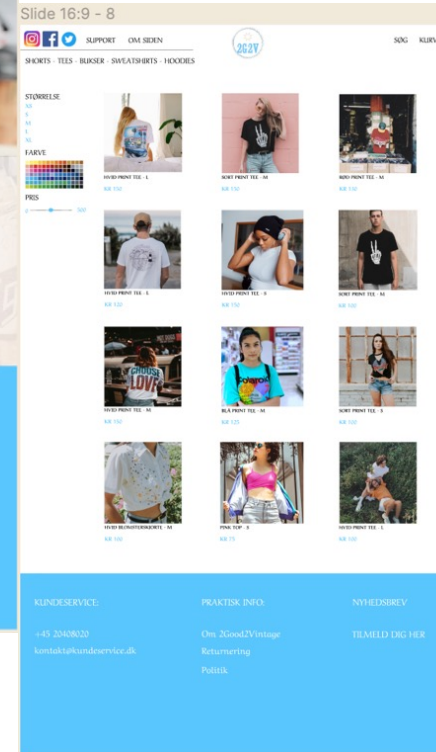 Slide 16:9 - 8
SUPPORT OM SIDEN
2G2V
SØG KURV
SHORTS - TEES - BUKSER - SWEATSHIRTS - HOODIES
STØRRELSE
S
M
L
XL
FARVE
PRIS
HVID PRINT TEE - L
KR 150
SORT PRINT TEE - M
KR 150
RØD PRINT TEE - M
KR 150
HVID PRINT TEE - L
KR 100
HVID PRINT TEE - S
KR 150
SORT PRINT TEE - M
KR 100
CHOOSE
LOVE
HVID PRINT TEE - M
KR 150
BLÅ PRINT TEE - M
KR 125
SORT PRINT TEE - S
KR 100
HVID BLOMSTERSKJORTE - M
KR 100
PINK TOP - S
KR 75
HVID PRINT TEE - L
KR 100
KUNDESERVICE:
+45 20408020
kontakt@kundeservice.dk
PRAKTISK INFO:
Om 2Good2Vintage
Returnering
Politik
NYHEDSBREV
TILMELD DIG HER